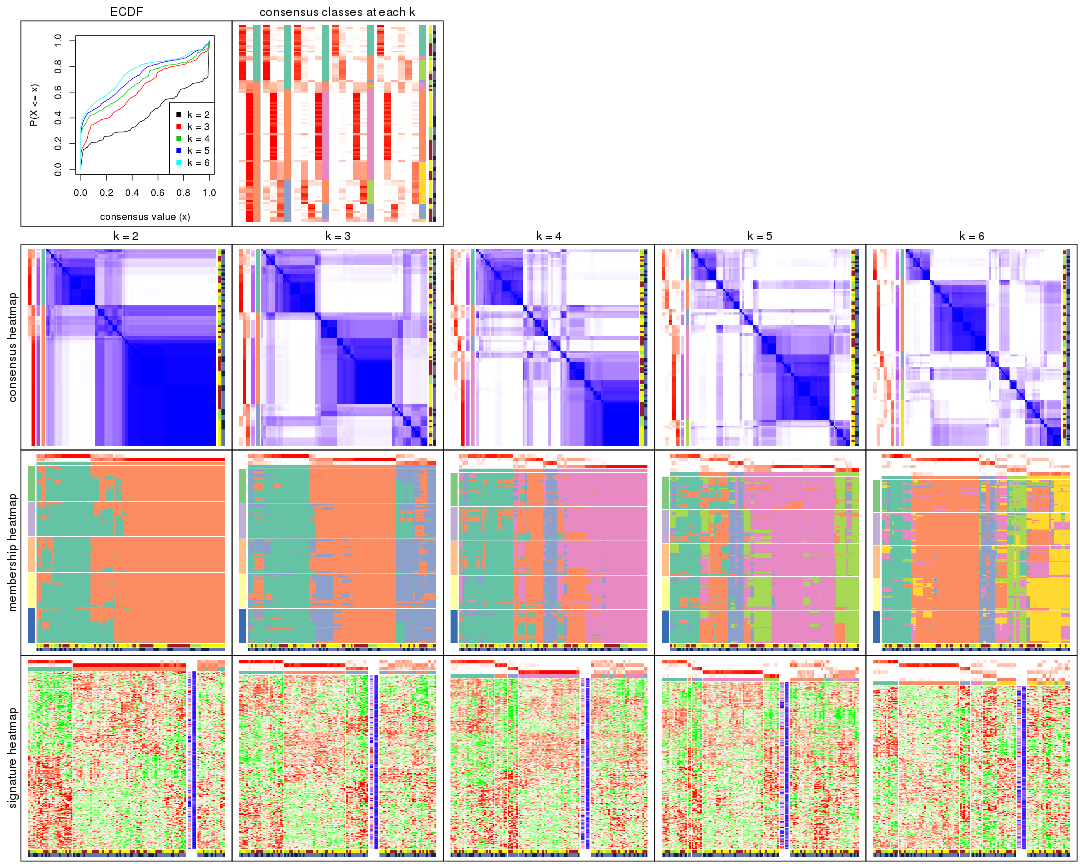 ECDF
consensus classes at each k
P(X <= x)
0.0 0.2 0.4 0.6 0.8 1.0
k = 2
k = 3
k = 4
k = 5
k = 6
0.0 0.2 0.4 0.6 0.8 1.0
consensus value (x)
k = 2
k = 3
k = 4
k = 5
k = 6
consensus heatmap
membership heatmap
signature heatmap